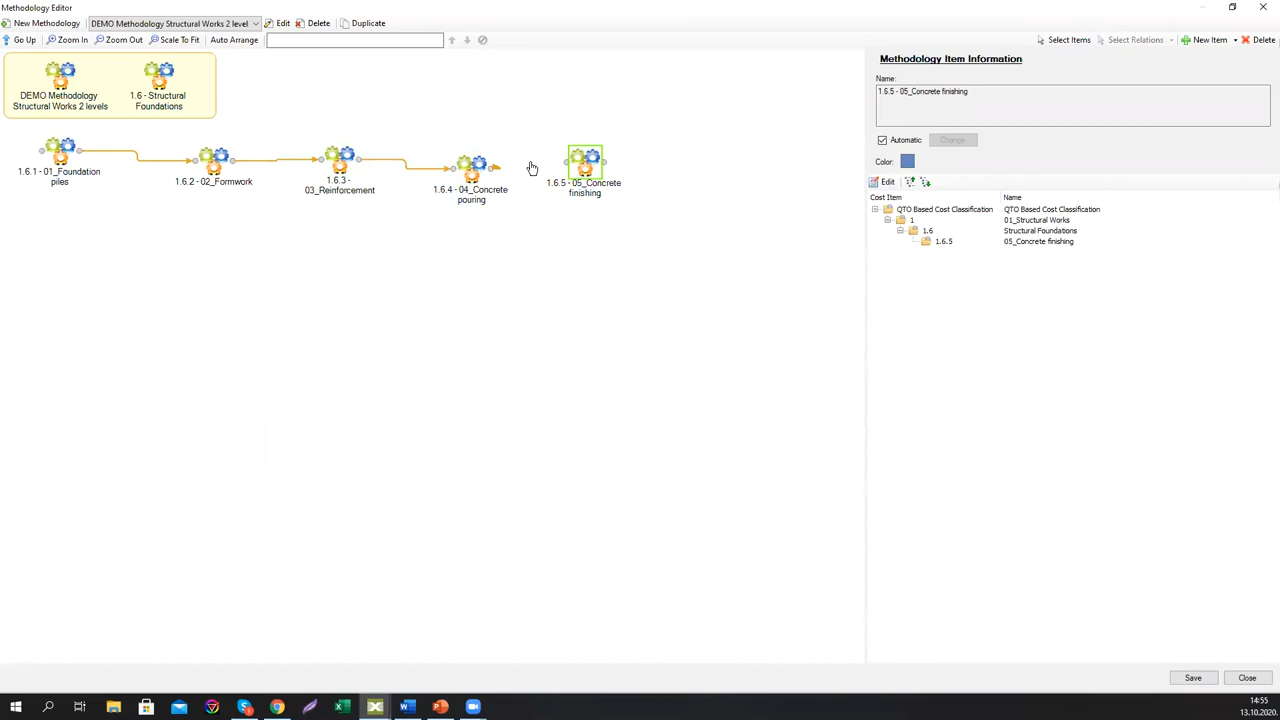 Methodology Editor
New Methodology DEMO Methodology Structural Works 2 level Edit Delete Duplicate
Go Up Zoom In Zoom Out Scale To Fit Auto Arrange Select Items Select Relations New Item Delete
DEMO Methodology
Structural Works 2 levels
1.6 - Structural
Foundations
1.6.1 - 01_Foundation
piles
1.6.2 - 02_Formwork
1.6.3 -
03_Reinforcement
1.6.4 - 04_Concrete
pouring
1.6.5 - 05_Concrete
finishing
Methodology Item Information
Name:
1.6.5 - 05_Concrete finishing
Automatic Change
Color:
Edit
Cost Item Name
QTO Based Cost Classification QTO Based Cost Classification
1 01_Structural Works
1.6 Structural Foundations
1.6.5 05_Concrete finishing
Save Close
14:55
13.10.2020.